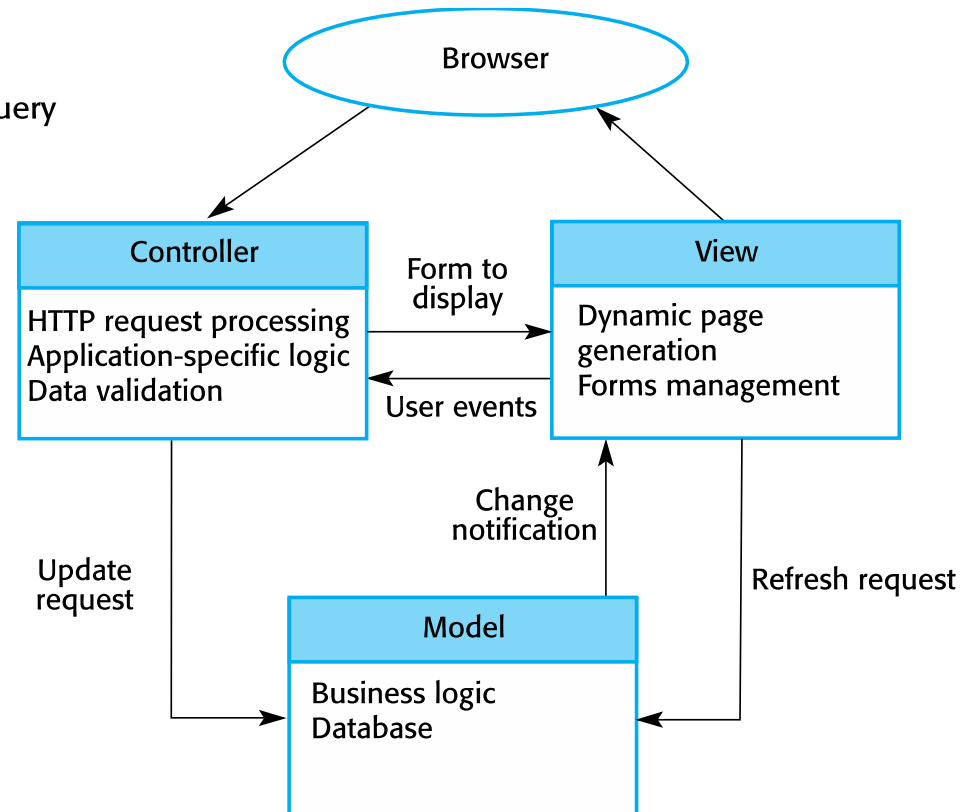 Browser
uery
Controller
HTTP request processing
Application-specific logic
Data validation
Form to
display
User events
View
Dynamic page
generation
Forms management
Change
notification
Update
request
Refresh request
Model
Business logic
Database